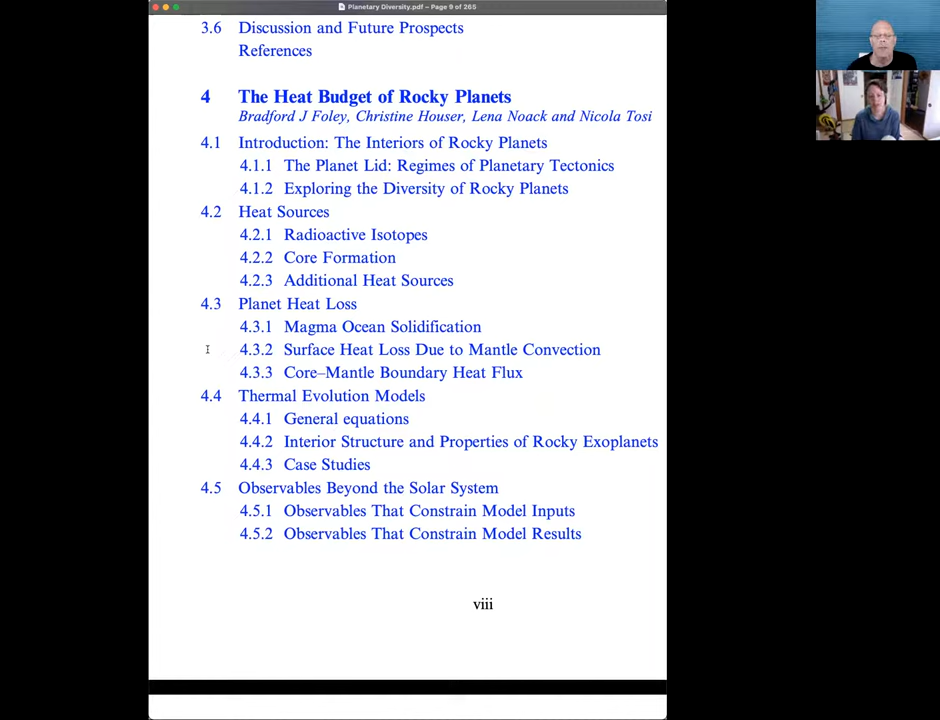 Planetary Diversity.pdf – Page 9 of 265
3.6 Discussion and Future Prospects
References
4 The Heat Budget of Rocky Planets
Bradford J Foley, Christine Houser, Lena Noack and Nicola Tosi
4.1 Introduction: The Interiors of Rocky Planets
4.1.1 The Planet Lid: Regimes of Planetary Tectonics
4.1.2 Exploring the Diversity of Rocky Planets
4.2 Heat Sources
4.2.1 Radioactive Isotopes
4.2.2 Core Formation
4.2.3 Additional Heat Sources
4.3 Planet Heat Loss
4.3.1 Magma Ocean Solidification
4.3.2 Surface Heat Loss Due to Mantle Convection
4.3.3 Core–Mantle Boundary Heat Flux
4.4 Thermal Evolution Models
4.4.1 General equations
4.4.2 Interior Structure and Properties of Rocky Exoplanets
4.4.3 Case Studies
4.5 Observables Beyond the Solar System
4.5.1 Observables That Constrain Model Inputs
4.5.2 Observables That Constrain Model Results
viii